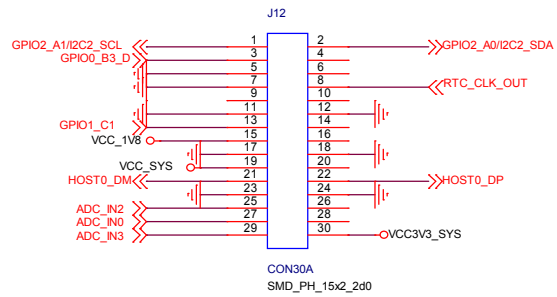 J12
GPIO2_A1/I2C2_SCL 1 2 GPIO2_A0/I2C2_SDA
GPIO0_B3_D 3 4
5 6
7 8 RTC_CLK_OUT
9 10
11 12
GPIO1_C1 13 14
VCC_1V8 15 16
17 18
VCC_SYS 19 20
HOST0_DM 21 22 HOST0_DP
23 24
ADC_IN2 25 26
ADC_IN0 27 28
ADC_IN3 29 30 VCC3V3_SYS
CON30A
SMD_PH_15x2_2d0